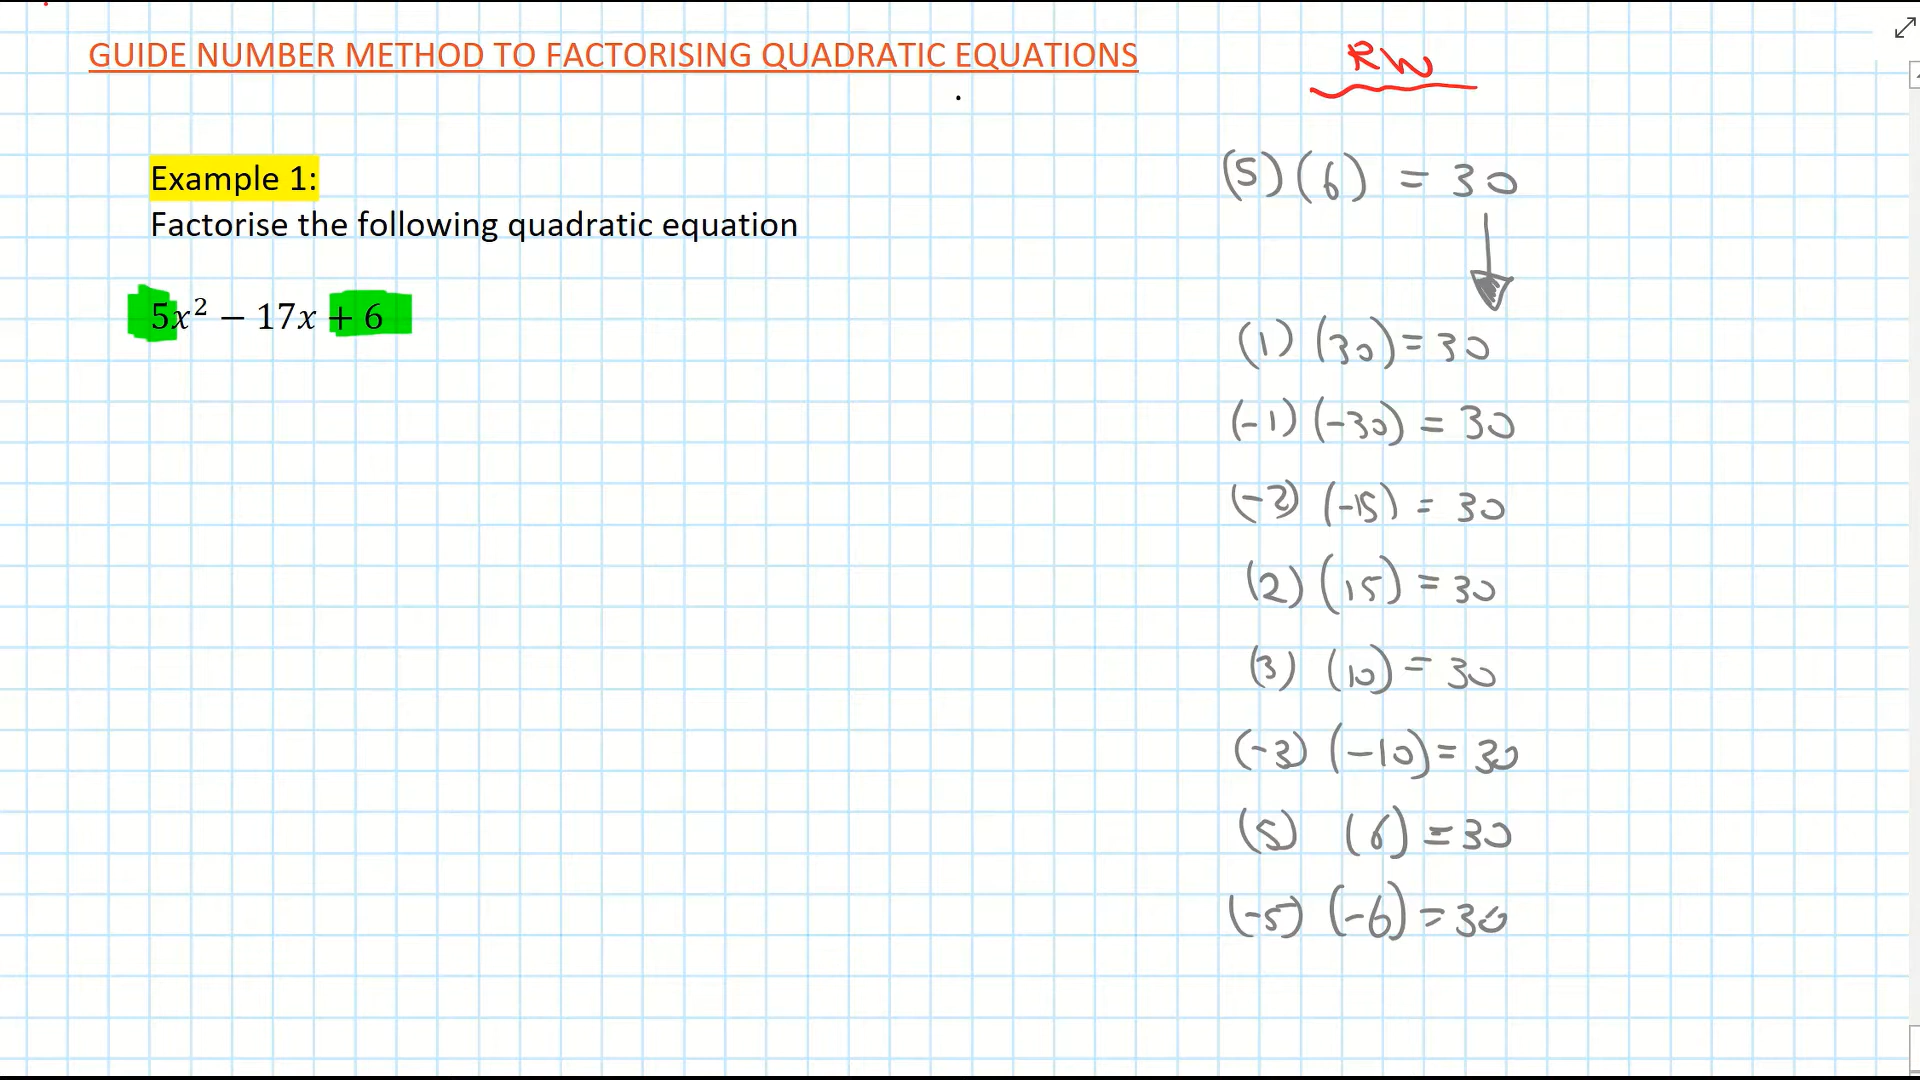 GUIDE NUMBER METHOD TO FACTORISING QUADRATIC EQUATIONS
Example 1:
Factorise the following quadratic equation
5x² − 17x + 6
RW
(5)(6) = 30
(1)(30) = 30
(-1)(-30) = 30
(-2)(-15) = 30
(2)(15) = 30
(3)(10) = 30
(-3)(-10) = 30
(5)(6) = 30
(-5)(-6) = 30